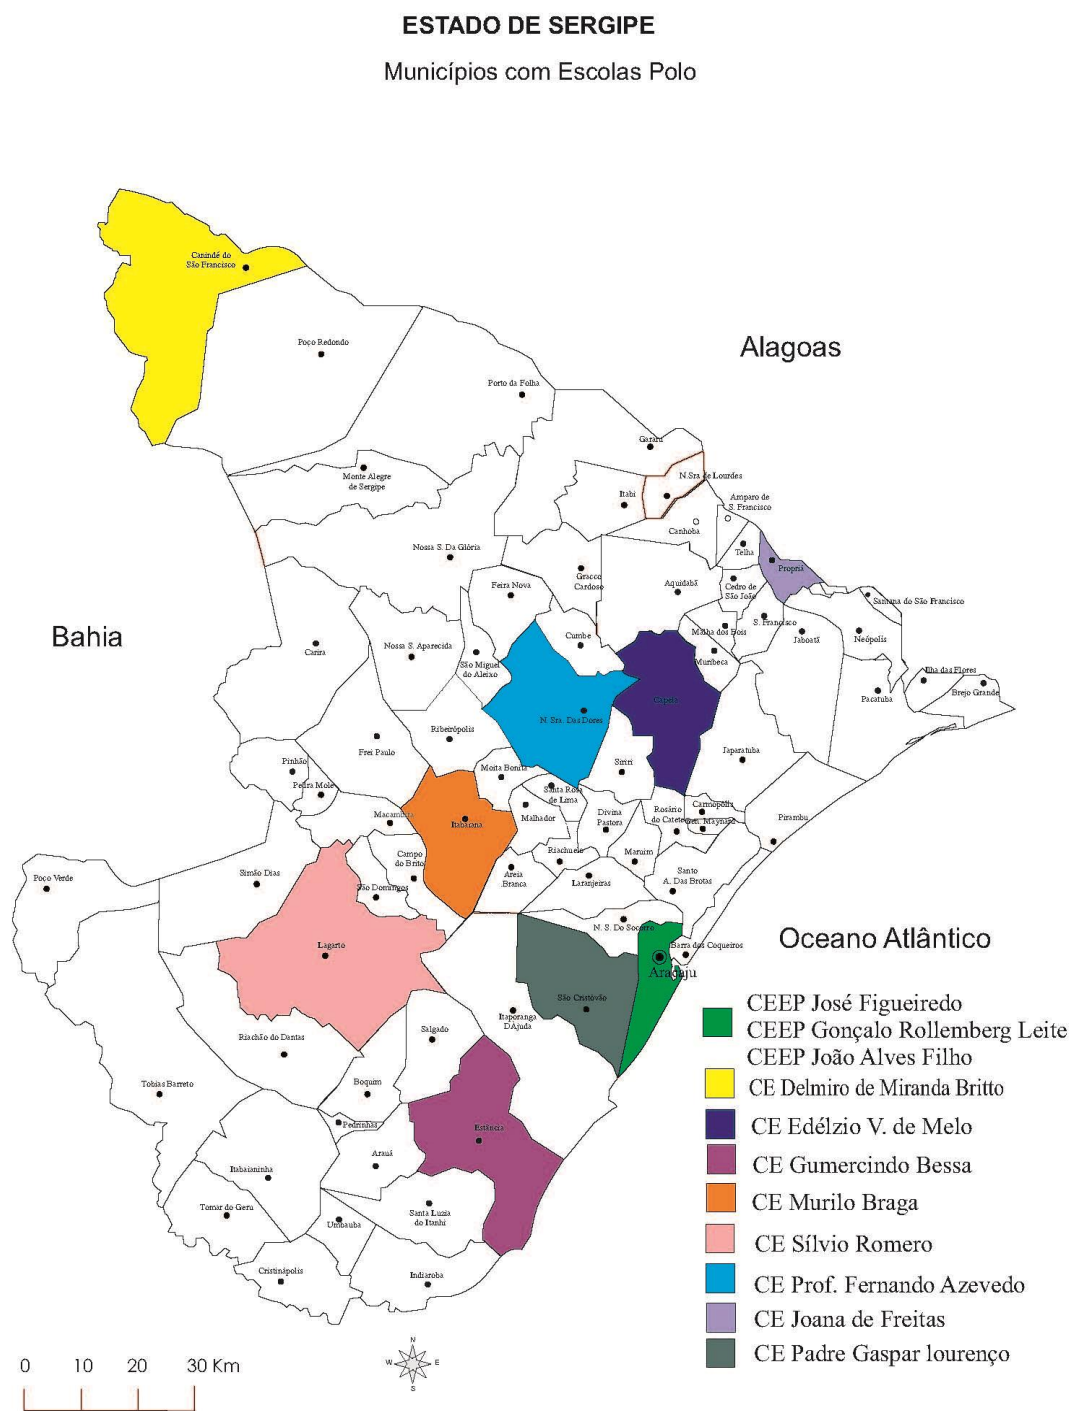 ESTADO DE SERGIPE
Municípios com Escolas Polo
Canindé do
São Francisco
Poço Redondo
Alagoas
Porto da Folha
Gararu
Monte Alegre
de Sergipe
N.Sra de Lourdes
Itabi
Amparo de
S. Francisco
Canhoba
Nossa S. Da Glória
Telha
Propriá
Gracco
Cardoso
Feira Nova
Aquidabã
Cedro de
São João
Santana do São Francisco
Bahia
Cumbe
Malha dos Bois
S. Francisco
Jaboatã
Neópolis
Carira
Nossa S. Aparecida
São Miguel
do Aleixo
Muribeca
Ilha das Flores
Brejo Grande
Pacatuba
Capela
N. Sra. Das Dores
Ribeirópolis
Frei Paulo
Japaratuba
Pinhão
Moita Bonita
Siriri
Pedra Mole
Santa Rosa
de Lima
Macambira
Itabaiana
Malhador
Divina
Pastora
Rosário
do Catete
Carmopólis
Gen. Maynard
Pirambu
Campo
do Brito
Riachuelo
Maruim
Poço Verde
Simão Dias
São Domingos
Areia
Branca
Laranjeiras
Santo
A. Das Brotas
N. S. Do Socorro
Lagarto
Barra dos Coqueiros
Oceano Atlântico
Aracaju
São Cristóvão
Itaporanga
D'Ajuda
Riachão do Dantas
Salgado
Tobias Barreto
Boquim
Pedrinhas
Estância
Arauá
Itabaianinha
Tomar do Geru
Umbauba
Santa Luzia
do Itanhi
Cristinápolis
Indiaroba
CEEP José Figueiredo
CEEP Gonçalo Rollemberg Leite
CEEP João Alves Filho
CE Delmiro de Miranda Britto
CE Edélzio V. de Melo
CE Gumercindo Bessa
CE Murilo Braga
CE Sílvio Romero
CE Prof. Fernando Azevedo
CE Joana de Freitas
CE Padre Gaspar lourenço
N
W E
S
0 10 20 30 Km